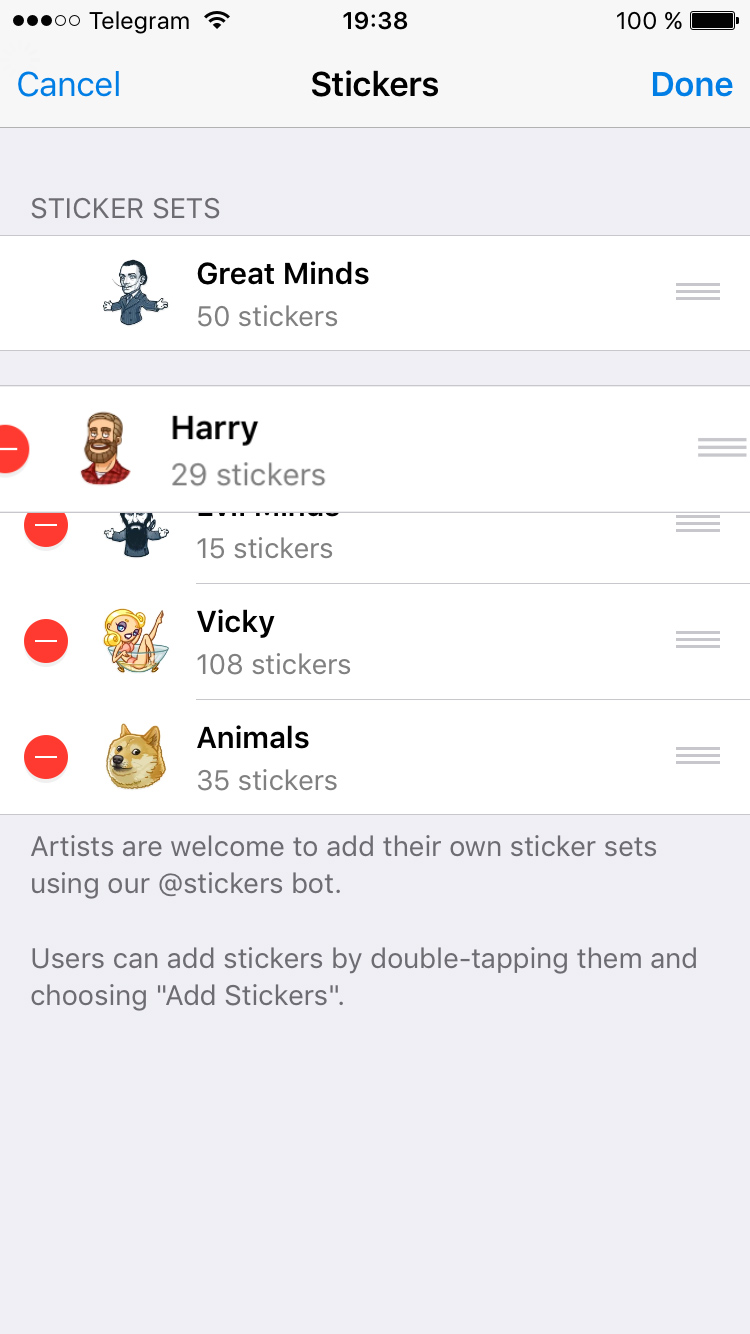 Telegram 19:38 100 %
Cancel Stickers Done
STICKER SETS
Great Minds
50 stickers
Harry
29 stickers
Evil Minds
15 stickers
Vicky
108 stickers
Animals
35 stickers
Artists are welcome to add their own sticker sets
using our @stickers bot.
Users can add stickers by double-tapping them and
choosing "Add Stickers".